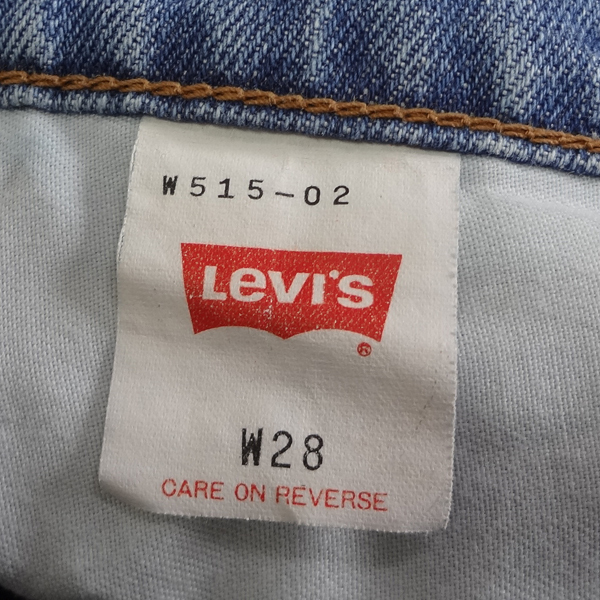 W515-02
Levi's
®
W28
CARE ON REVERSE